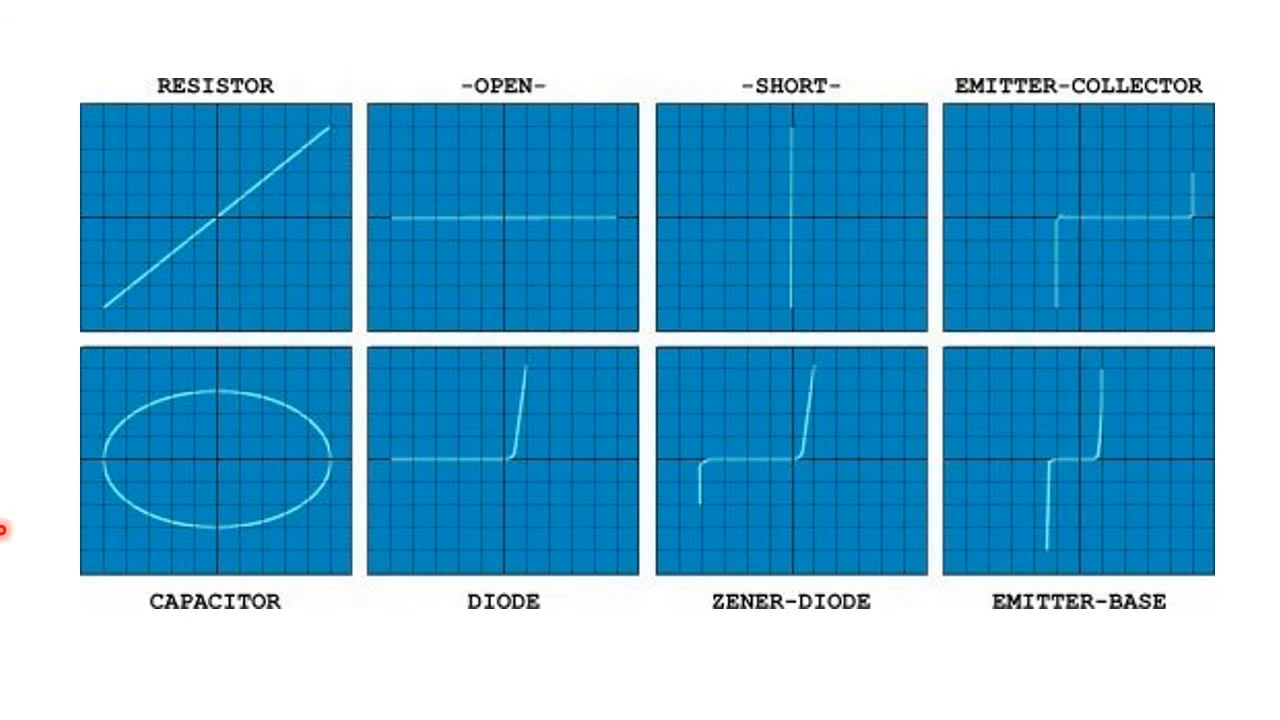 RESISTOR
-OPEN-
-SHORT-
EMITTER-COLLECTOR
CAPACITOR
DIODE
ZENER-DIODE
EMITTER-BASE